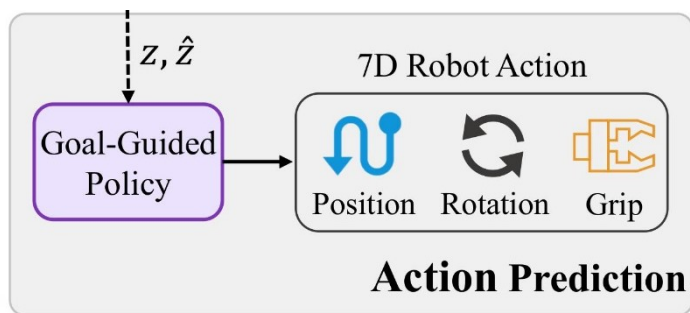 z, ẑ
7D Robot Action
Goal-Guided
Policy
Position Rotation Grip
Action Prediction